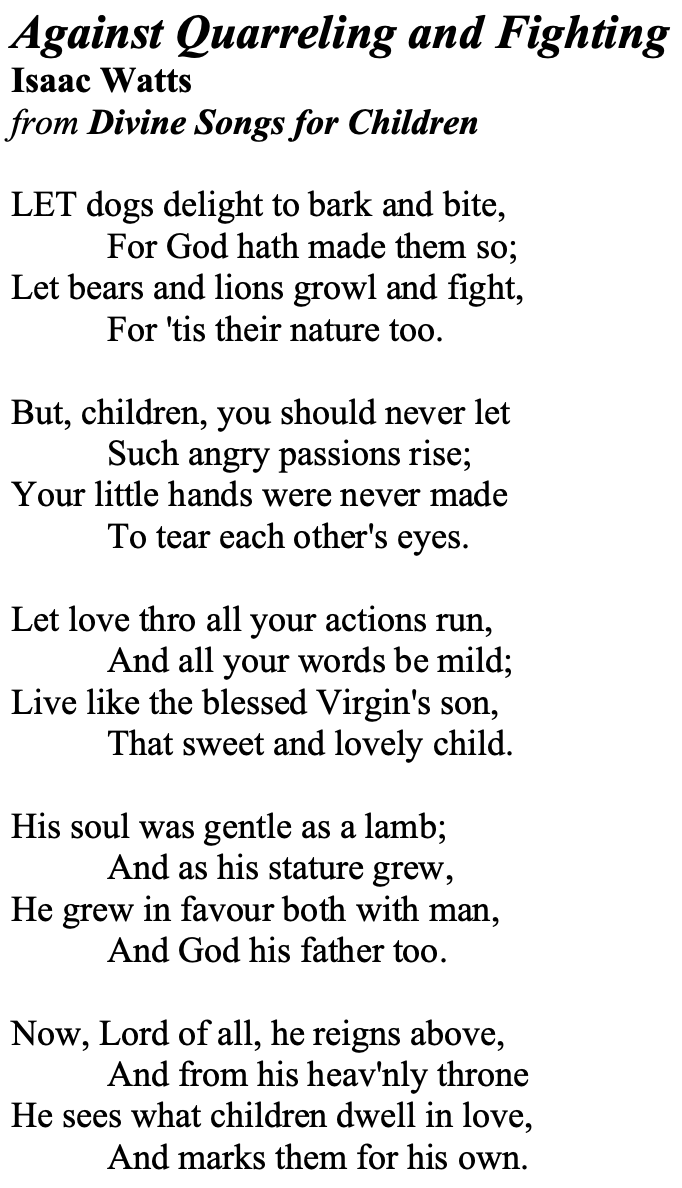 Against Quarreling and Fighting
Isaac Watts
from Divine Songs for Children
LET dogs delight to bark and bite,
For God hath made them so;
Let bears and lions growl and fight,
For 'tis their nature too.
But, children, you should never let
Such angry passions rise;
Your little hands were never made
To tear each other's eyes.
Let love thro all your actions run,
And all your words be mild;
Live like the blessed Virgin's son,
That sweet and lovely child.
His soul was gentle as a lamb;
And as his stature grew,
He grew in favour both with man,
And God his father too.
Now, Lord of all, he reigns above,
And from his heav'nly throne
He sees what children dwell in love,
And marks them for his own.